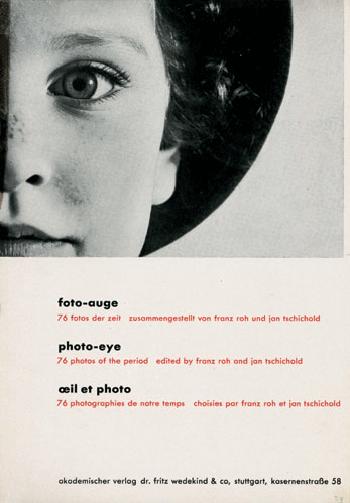 foto-auge
76 fotos der zeit zusammengestellt von franz roh und jan tschichold
photo-eye
76 photos of the period edited by franz roh and jan tschichold
œil et photo
76 photographies de notre temps choisies par franz roh et jan tschichold
akademischer verlag dr. fritz wedekind & co, stuttgart, kasernenstraße 58